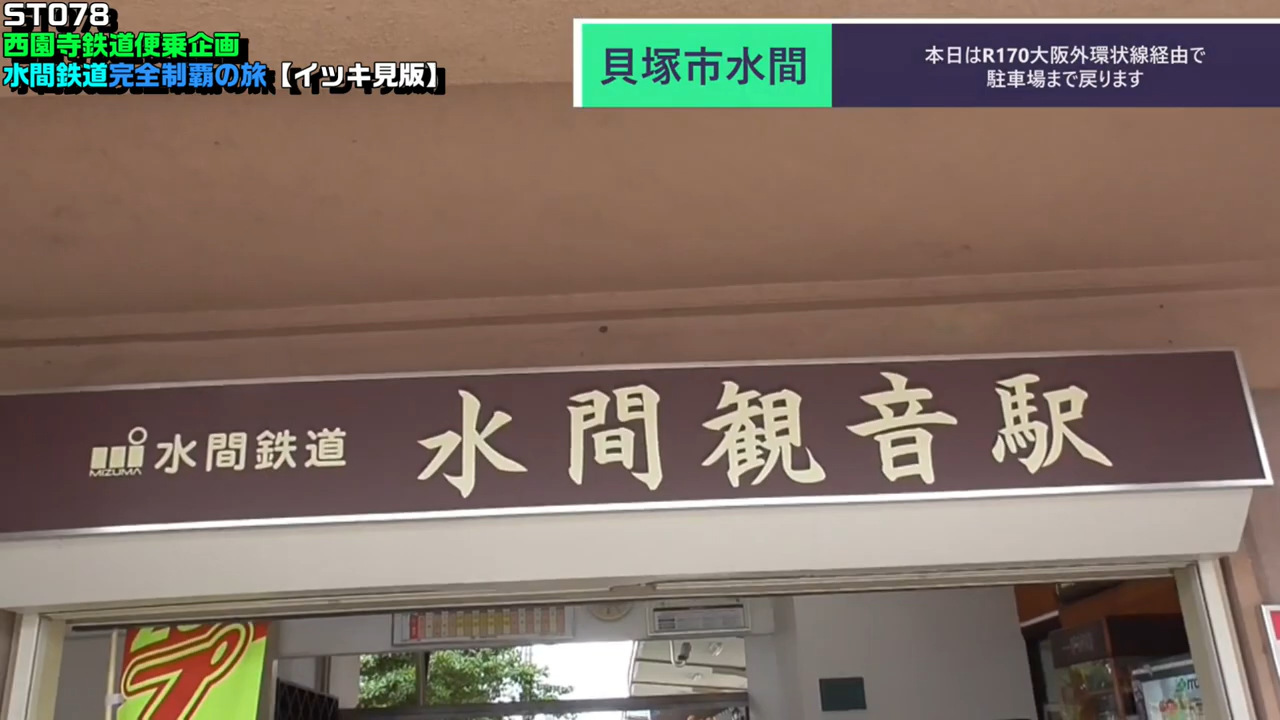 ST078
西園寺鉄道便乗企画
水間鉄道完全制覇の旅【イツキ見版】
貝塚市水間
本日はR170大阪外環状線経由で
駐車場まで戻ります
MIZUMA
水間鉄道 水間観音駅